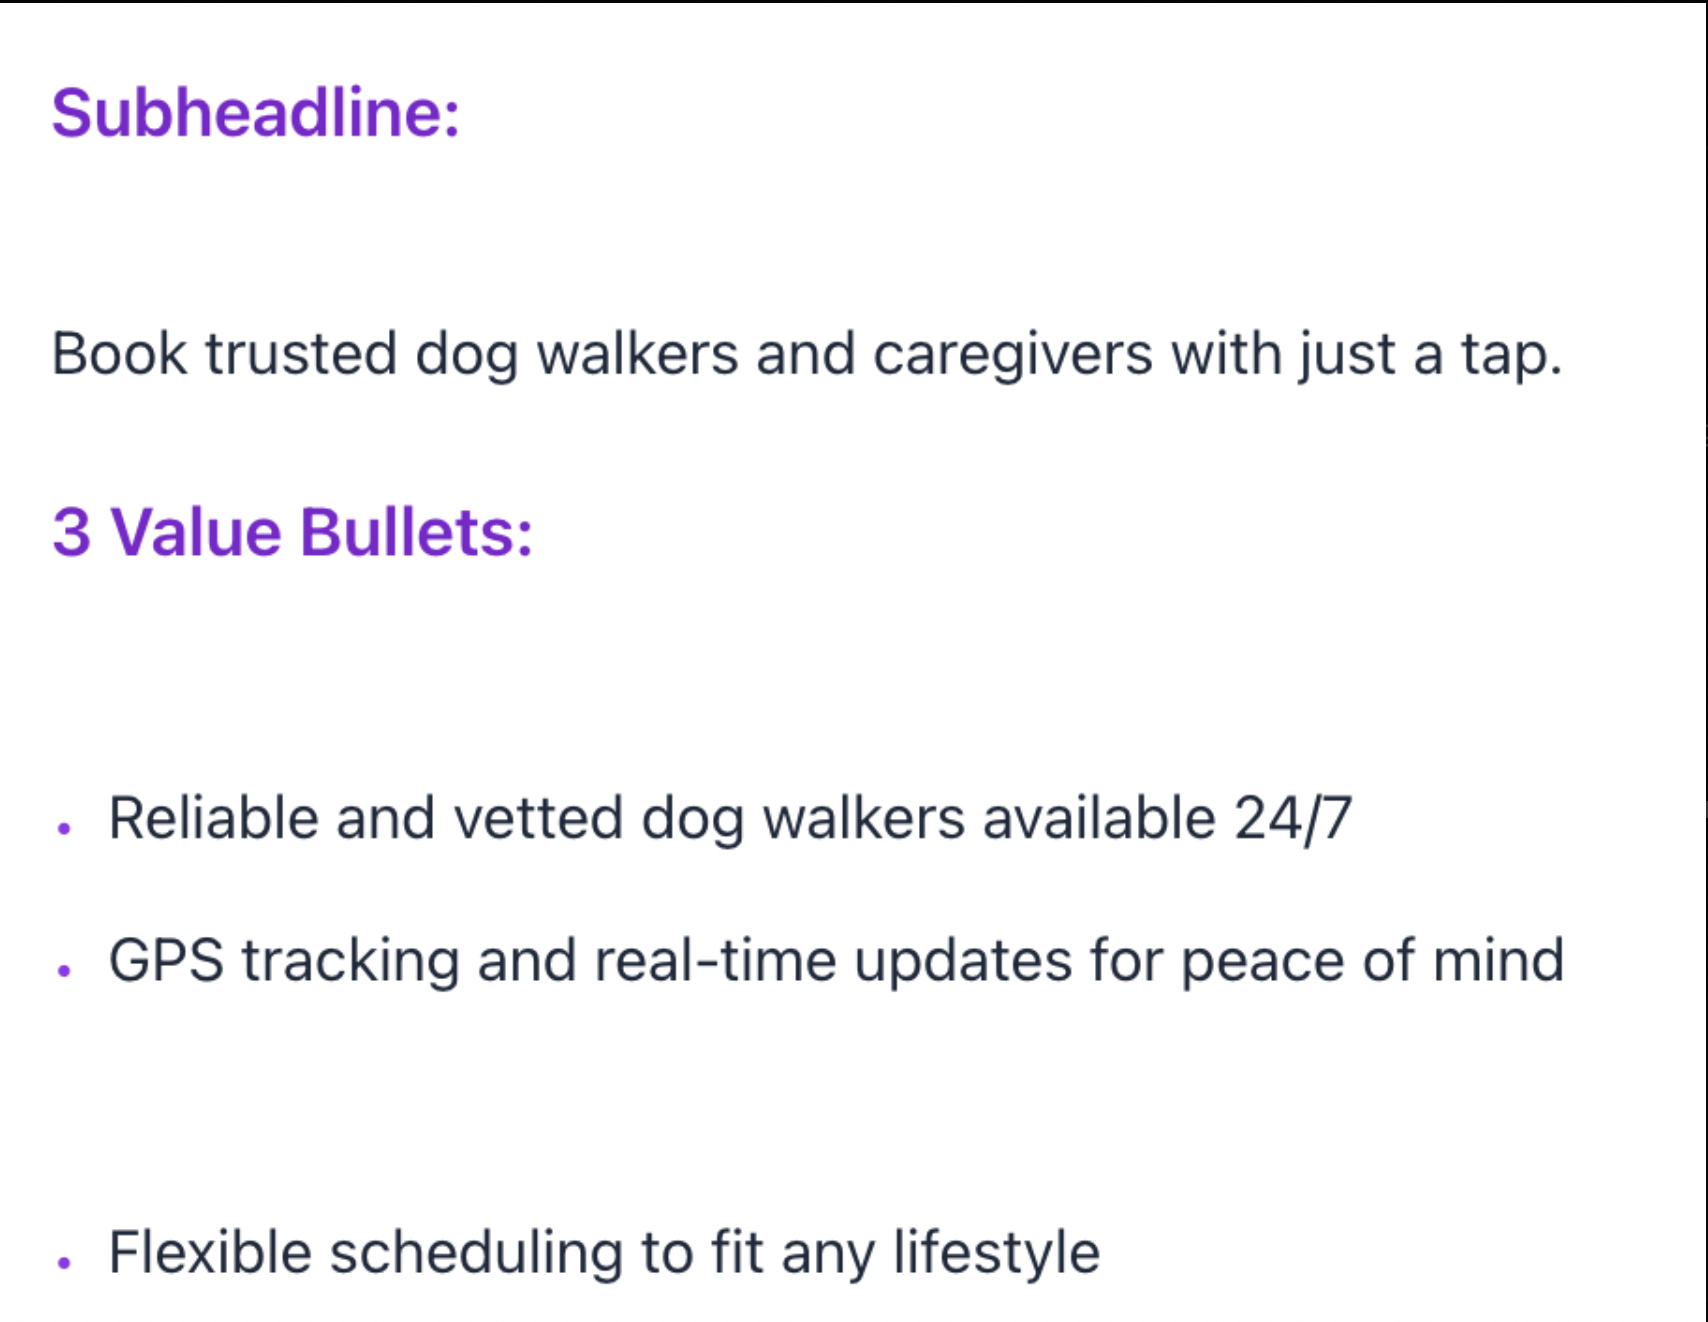 Subheadline:
Book trusted dog walkers and caregivers with just a tap.
3 Value Bullets:
• Reliable and vetted dog walkers available 24/7
• GPS tracking and real-time updates for peace of mind
• Flexible scheduling to fit any lifestyle